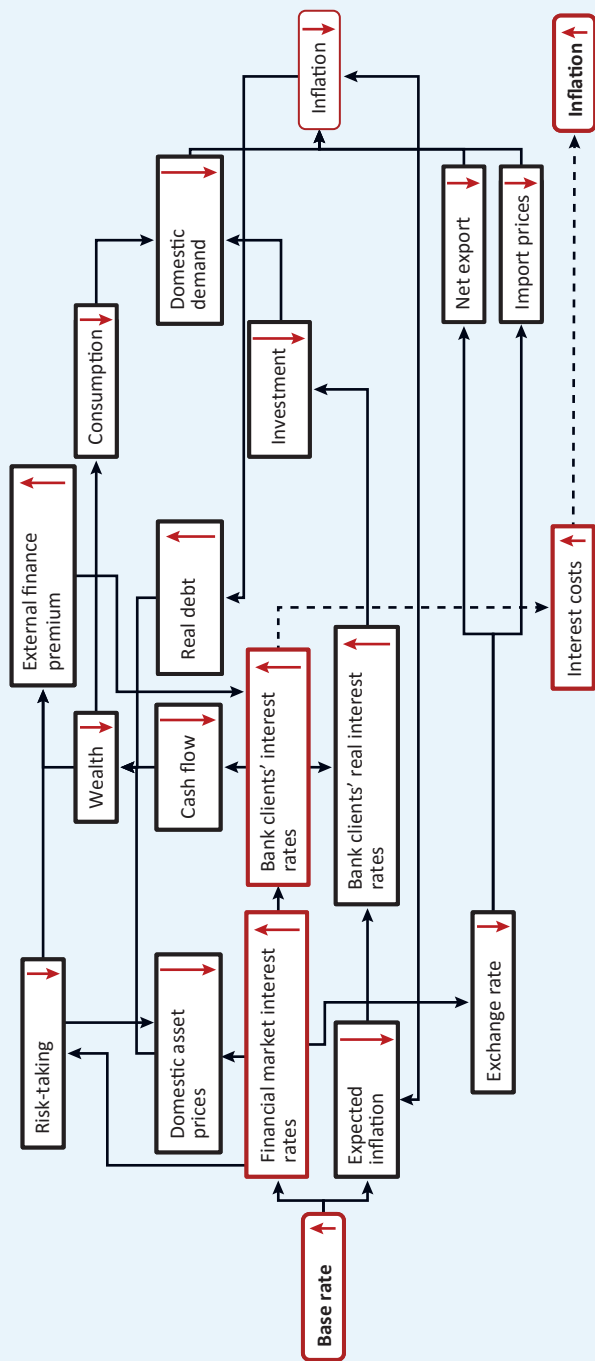 Base rate
Risk-taking
Domestic asset
prices
Financial market interest
rates
Expected
inflation
Exchange rate
External finance
premium
Wealth
Cash flow
Bank clients' interest
rates
Bank clients' real interest
rates
Real debt
Interest costs
Consumption
Investment
Domestic
demand
Net export
Import prices
Inflation
Inflation